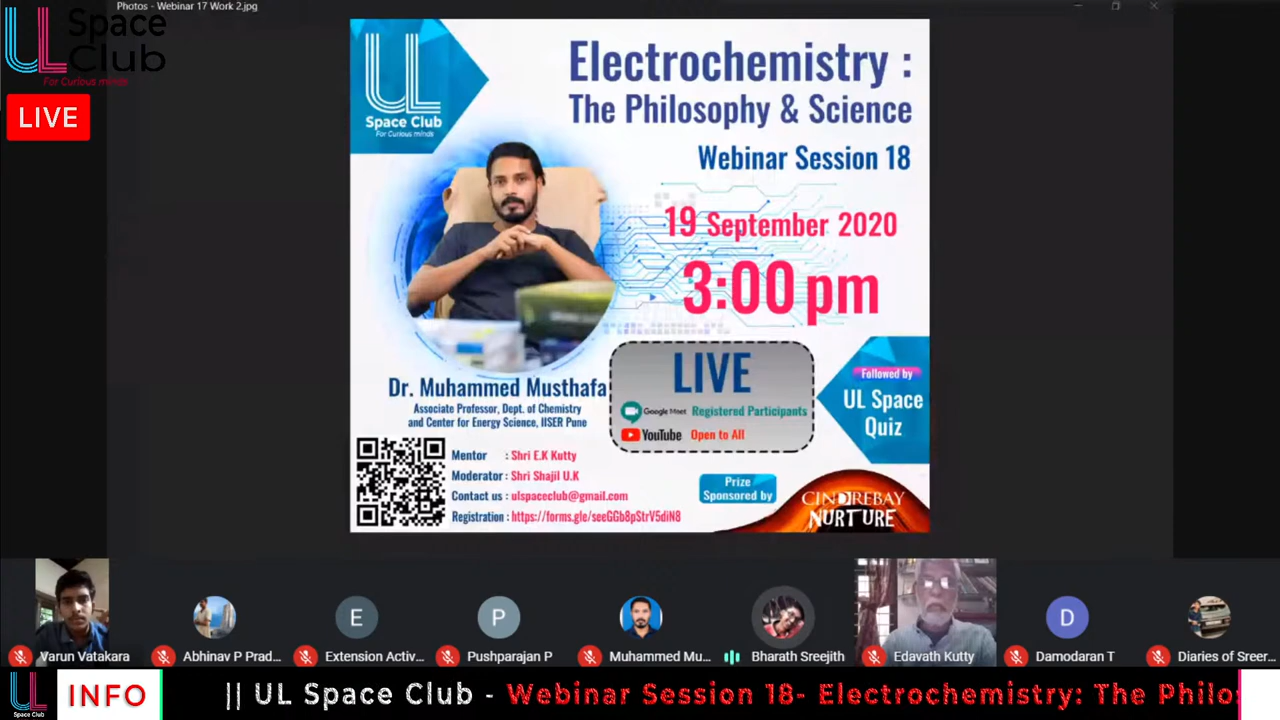 Photos - Webinar 17 Work 2.jpg
UL Space Club
For Curious minds
LIVE
UL
Space Club
For Curious minds
Electrochemistry :
The Philosophy & Science
Webinar Session 18
19 September 2020
3:00 pm
Dr. Muhammed Musthafa
Associate Professor, Dept. of Chemistry
and Center for Energy Science, IISER Pune
LIVE
Google Meet Registered Participants
YouTube Open to All
Followed by
UL Space
Quiz
Mentor : Shri E.K Kutty
Moderator : Shri Shajil U.K
Contact us : ulspaceclub@gmail.com
Registration : https://forms.gle/seeGGb8pStrV5diN8
Prize
Sponsored by
CINDREBAY
NURTURE
E
P
D
Varun Vatakara
Abhinav P Prad...
Extension Activ...
Pushparajan P
Muhammed Mu...
Bharath Sreejith
Edavath Kutty
Damodaran T
Diaries of Sreer...
UL
Space Club
INFO
|| UL Space Club - Webinar Session 18- Electrochemistry: The Philo